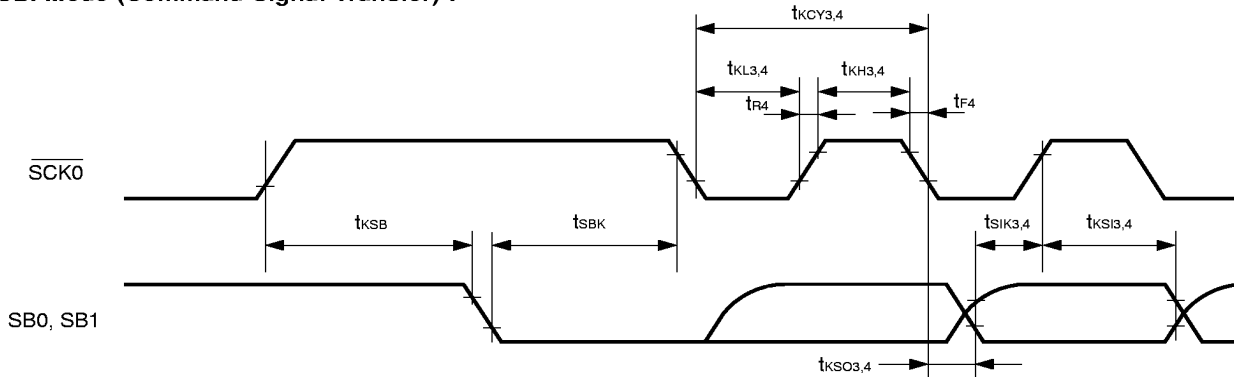 SBI Mode (Command Signal Transfer) :
tKCY3,4
tKL3,4
tKH3,4
tR4
tF4
SCK0
tKSB
tSBK
tSIK3,4
tKSI3,4
SB0, SB1
tKSO3,4